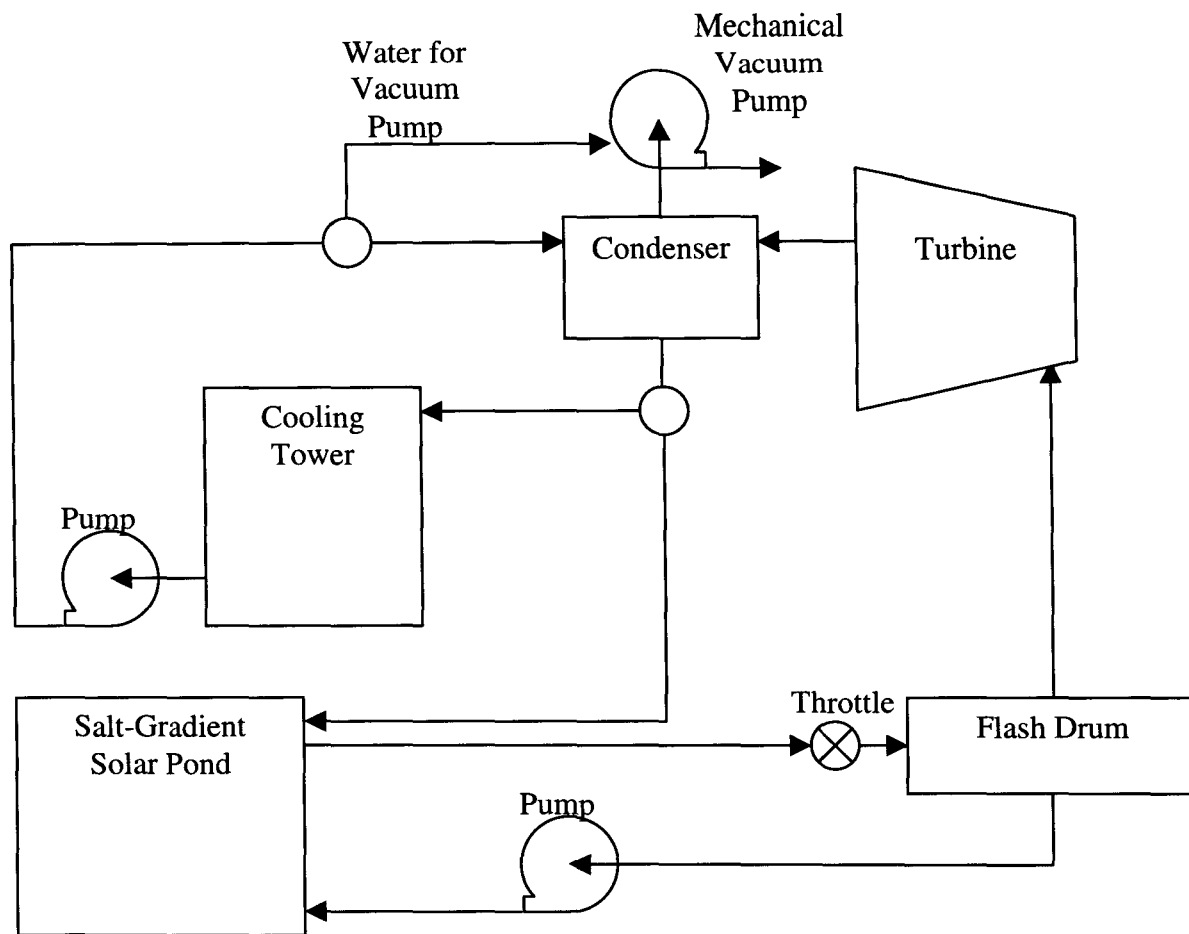 Water for
Vacuum
Pump
Mechanical
Vacuum
Pump
Condenser
Turbine
Cooling
Tower
Pump
Salt-Gradient
Solar Pond
Throttle
Flash Drum
Pump